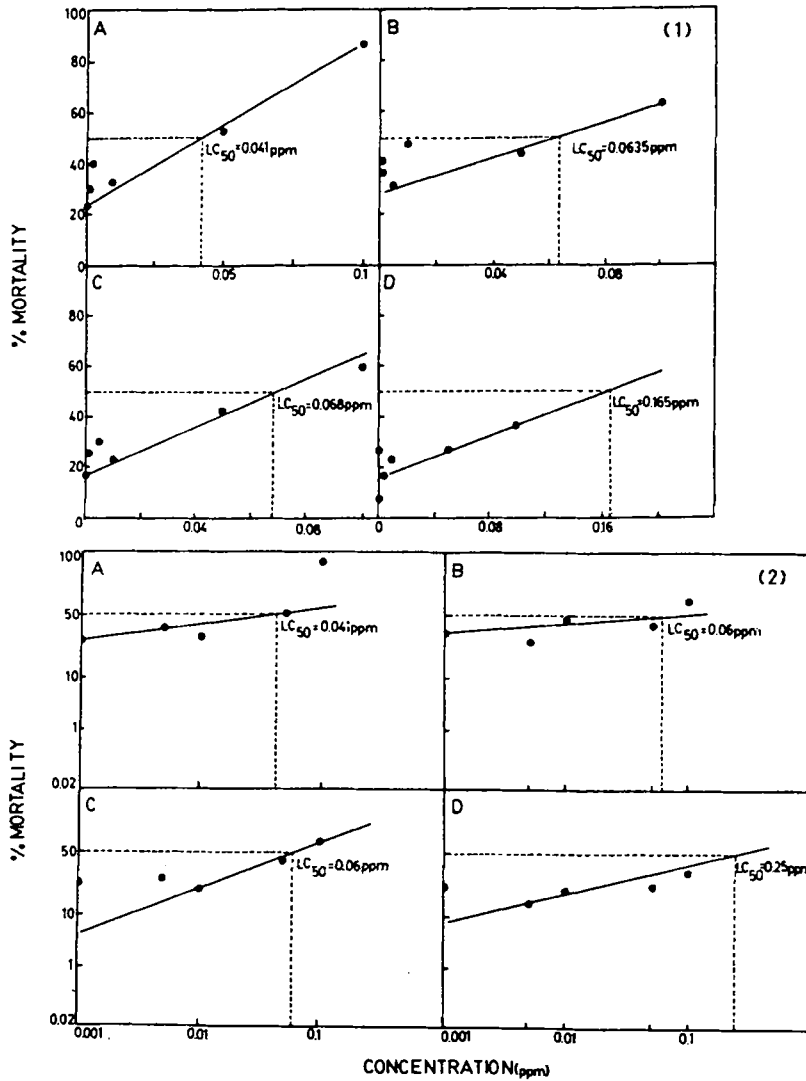 A
B
(1)
100
80
60
40
20
0
LC50=0.041ppm
LC50=0.0635ppm
0.05
0.1
0.04
0.08
C
D
80
60
40
20
0
LC50=0.068ppm
LC50=0.165ppm
0.04
0.08
0
0.08
0.16
% MORTALITY
A
B
(2)
100
50
10
1
0.02
LC50=0.041ppm
LC50=0.06ppm
C
D
50
10
1
0.02
LC50=0.06ppm
LC50=0.25ppm
0.001
0.01
0.1
0.001
0.01
0.1
% MORTALITY
CONCENTRATION(ppm)